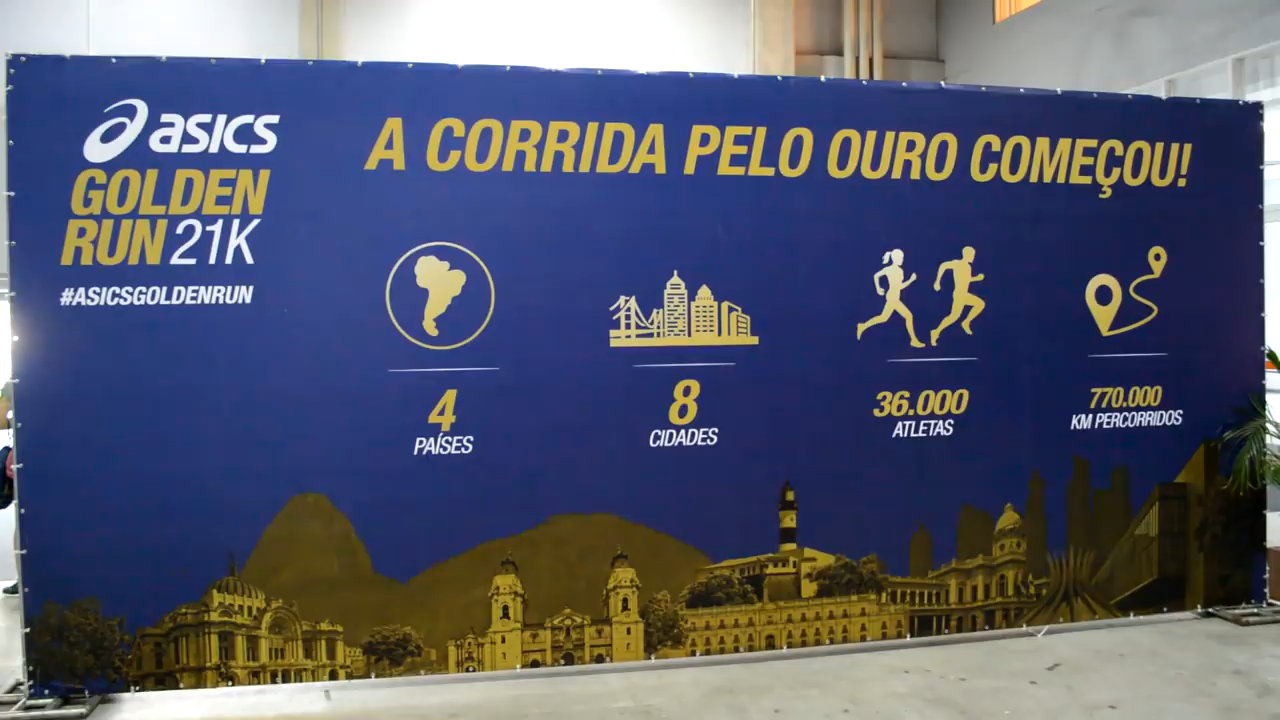 asics
GOLDEN
RUN 21K
#ASICSGOLDENRUN
A CORRIDA PELO OURO COMEÇOU!
4
PAÍSES
8
CIDADES
36.000
ATLETAS
770.000
KM PERCORRIDOS